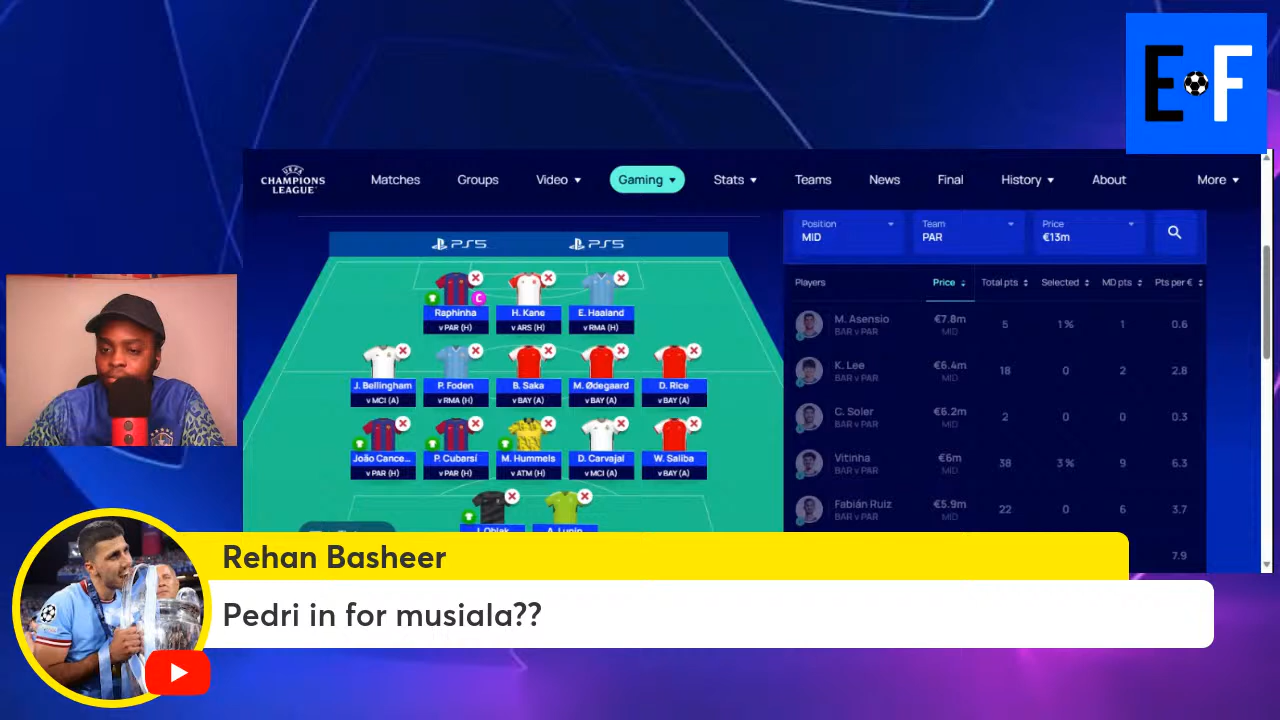 E F
UEFA
CHAMPIONS
LEAGUE
Matches Groups Video Gaming Stats Teams News Final History About More
PS5 PS5
Position
MID
Team
PAR
Price
€13m
Players Price Total pts Selected MD pts Pts per €
M. Asensio
BAR v PAR
€7.8m
MID
5 1 % 1 0.6
K. Lee
BAR v PAR
€6.4m
MID
18 0 2 2.8
C. Soler
BAR v PAR
€6.2m
MID
2 0 0 0.3
Vitinha
BAR v PAR
€6m
MID
38 3 % 9 6.3
Fabián Ruiz
BAR v PAR
€5.9m
MID
22 0 6 3.7
7.9
C
Raphinha H. Kane E. Haaland
v PAR (H) v ARS (H) v RMA (H)
J. Bellingham P. Foden B. Saka M. Ødegaard D. Rice
v MCI (A) v RMA (H) v BAY (A) v BAY (A) v BAY (A)
João Cance... P. Cubarsí M. Hummels D. Carvajal W. Saliba
v PAR (H) v PAR (H) v ATM (H) v MCI (A) v BAY (A)
Rehan Basheer
Pedri in for musiala??